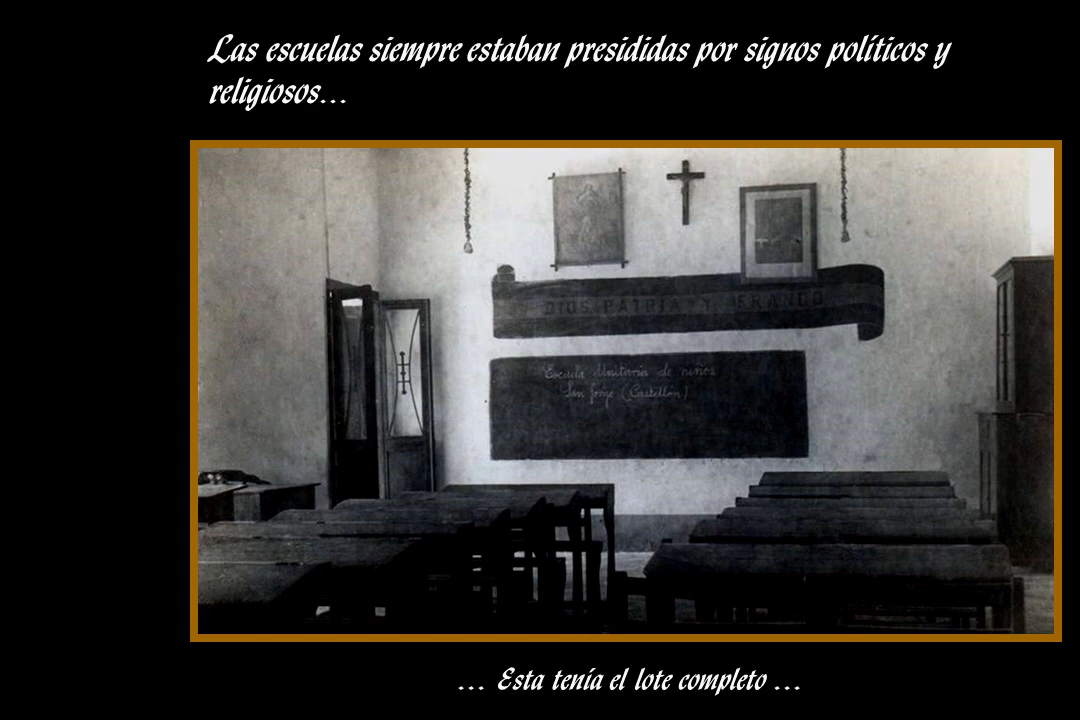 Las escuelas siempre estaban presididas por signos políticos y
religiosos...
DIOS, PATRIA Y FRANCO
Escuela Unitaria de niños
San Jorge (Castellón)
... Esta tenía el lote completo ...